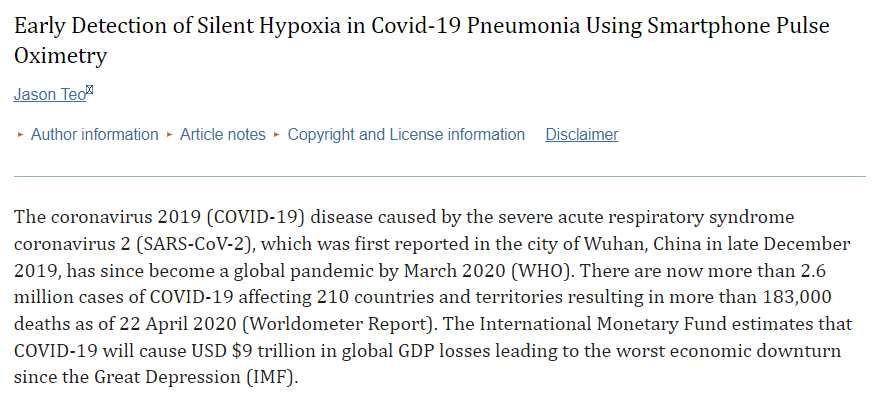 Early Detection of Silent Hypoxia in Covid-19 Pneumonia Using Smartphone Pulse
Oximetry
Jason Teo
Author information Article notes Copyright and License information Disclaimer
The coronavirus 2019 (COVID-19) disease caused by the severe acute respiratory syndrome
coronavirus 2 (SARS-CoV-2), which was first reported in the city of Wuhan, China in late December
2019, has since become a global pandemic by March 2020 (WHO). There are now more than 2.6
million cases of COVID-19 affecting 210 countries and territories resulting in more than 183,000
deaths as of 22 April 2020 (Worldometer Report). The International Monetary Fund estimates that
COVID-19 will cause USD $9 trillion in global GDP losses leading to the worst economic downturn
since the Great Depression (IMF).